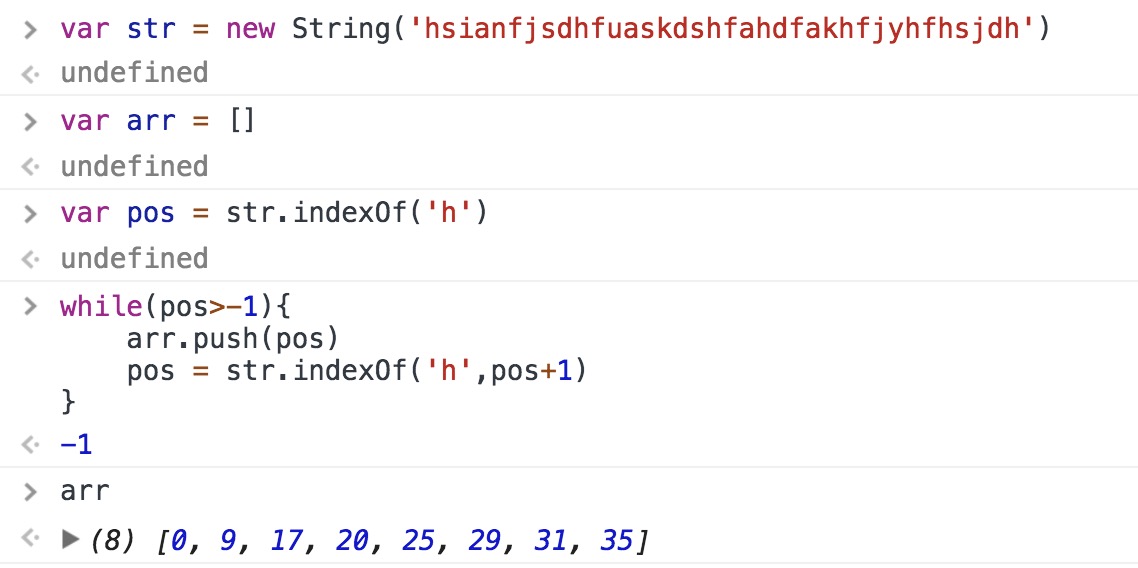 > var str = new String('hsianfjsdhfuaskdshfahdfakhfjyhfhsjdh')
<· undefined
> var arr = []
<· undefined
> var pos = str.indexOf('h')
<· undefined
> while(pos>-1){
arr.push(pos)
pos = str.indexOf('h',pos+1)
}
<· -1
> arr
<· ▶ (8) [0, 9, 17, 20, 25, 29, 31, 35]